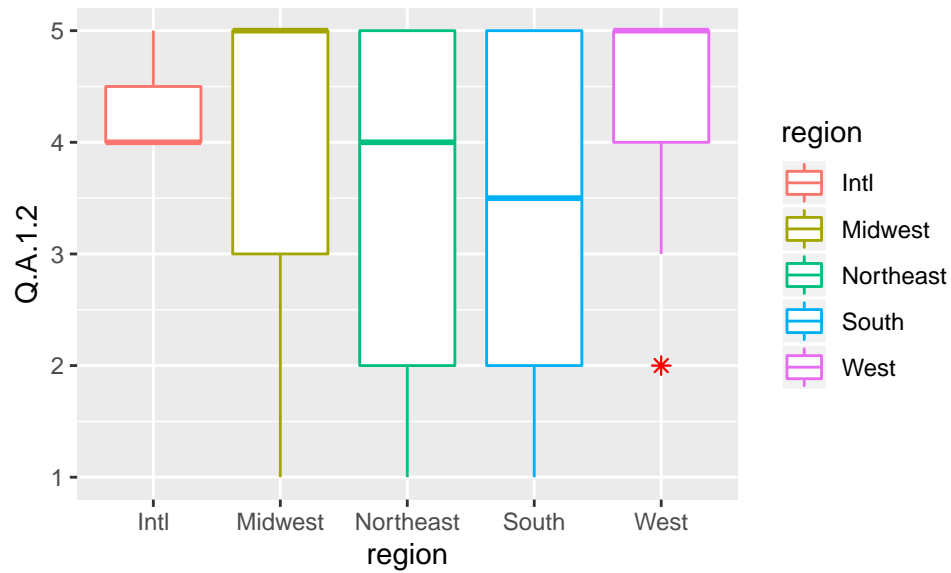 Q.A.1.2
5
4
3
2
1
Intl
Midwest
Northeast
South
West
region
region
Intl
Midwest
Northeast
South
West